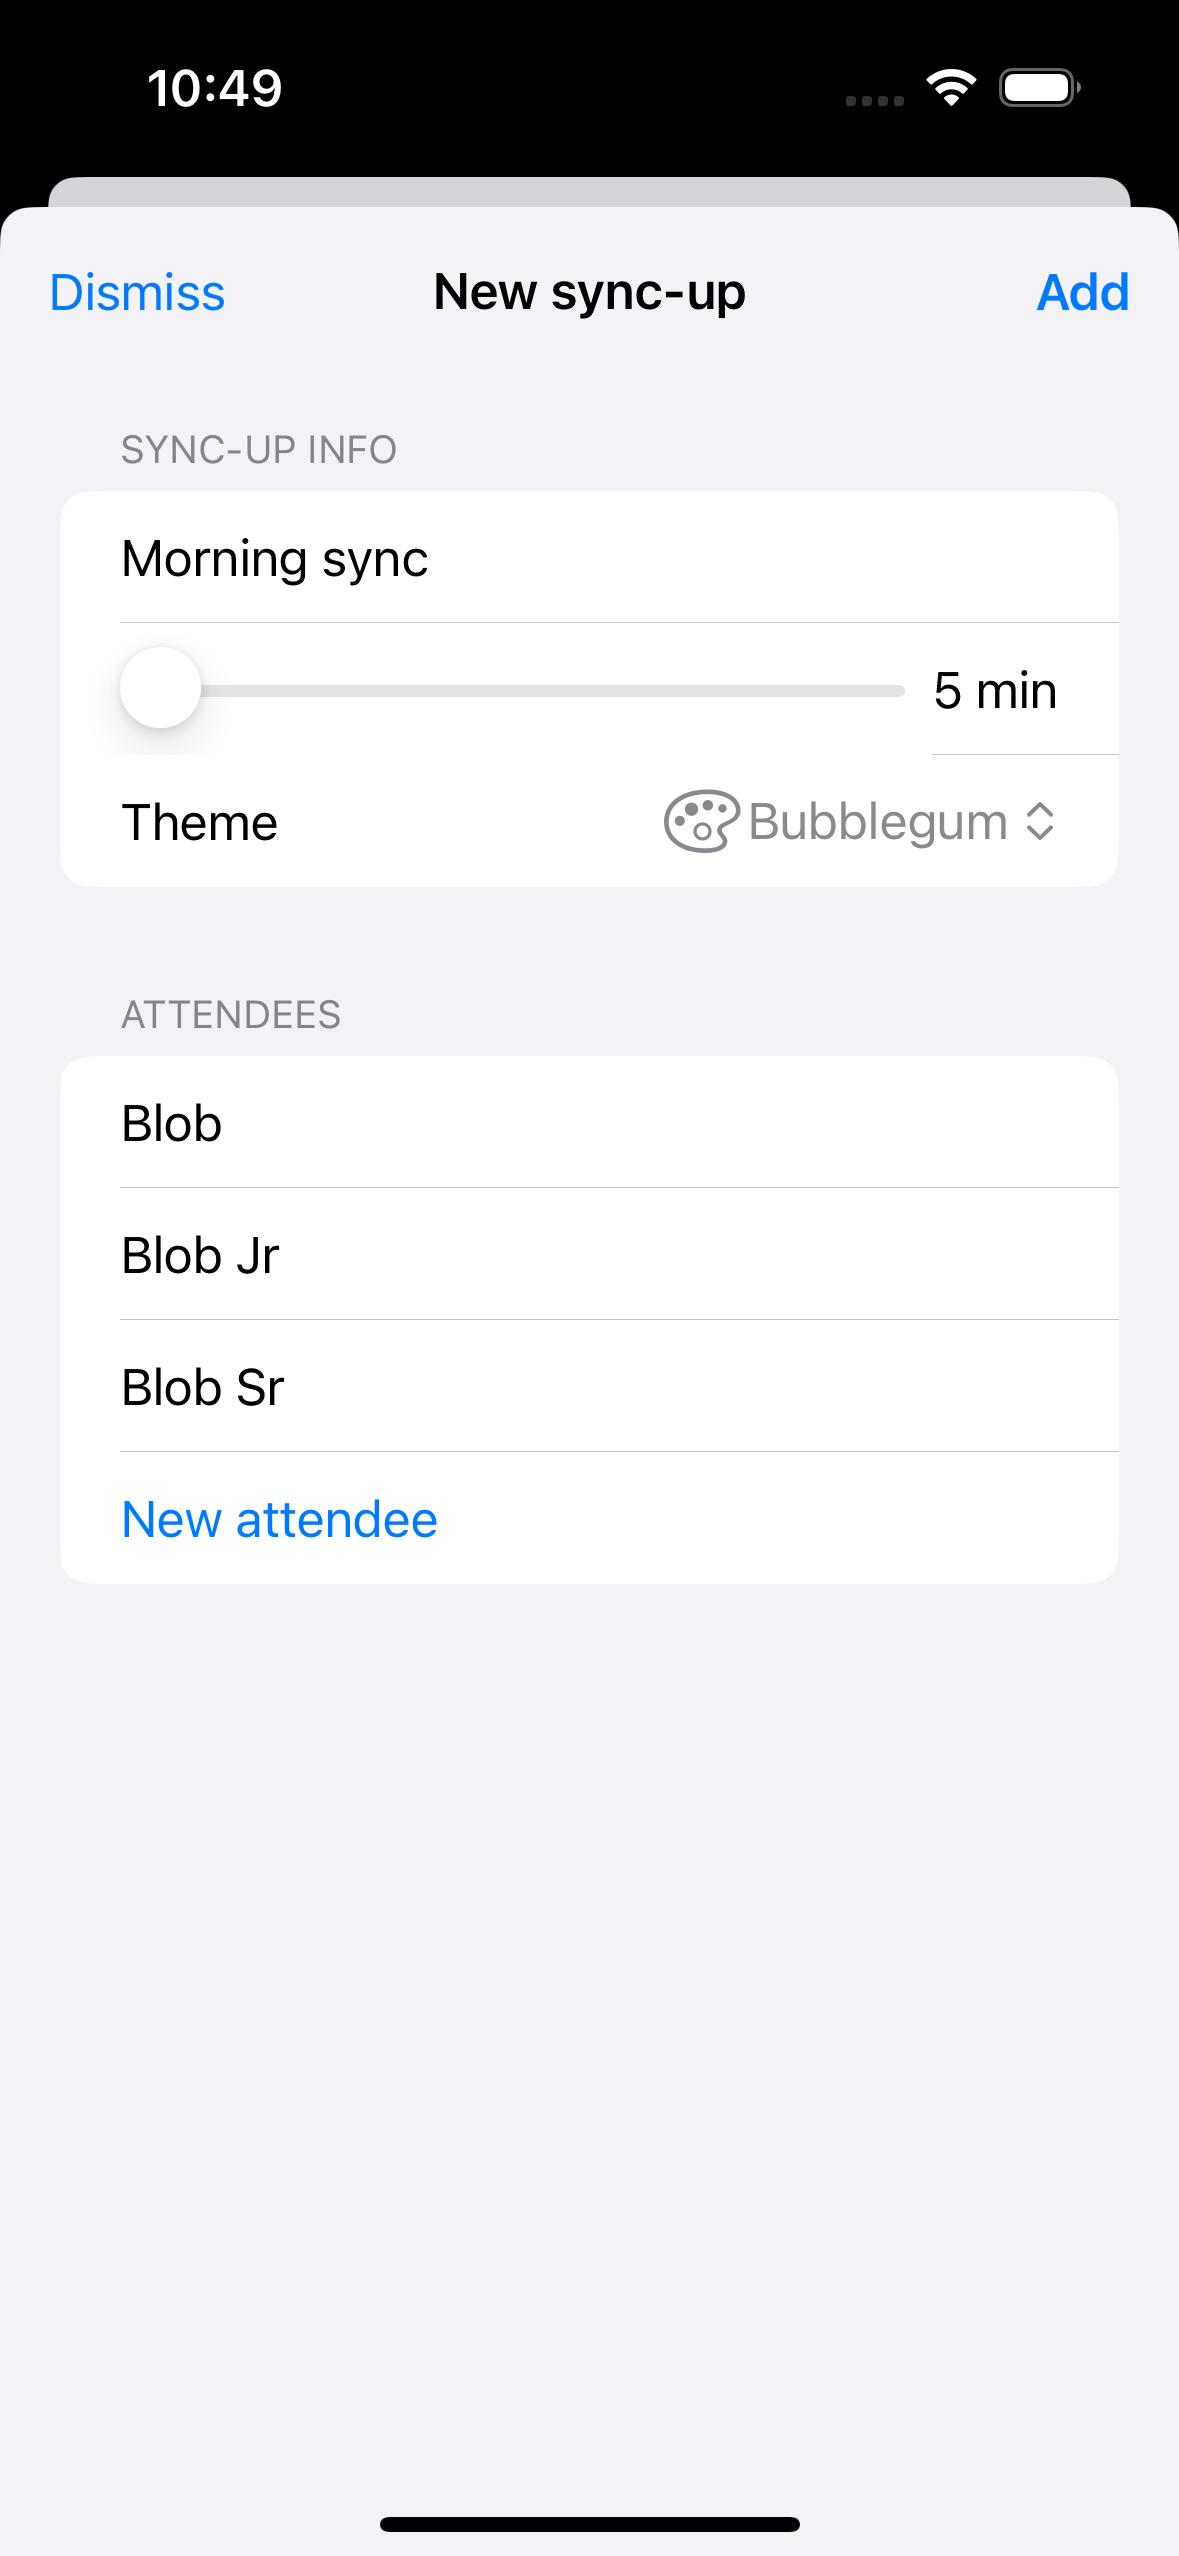 10:49
Dismiss New sync-up Add
SYNC-UP INFO
Morning sync
5 min
Theme Bubblegum
ATTENDEES
Blob
Blob Jr
Blob Sr
New attendee